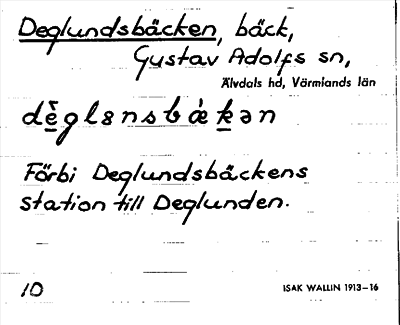 Deglundsbäcken, bäck,
Gustav Adolfs sn,
Älvdals hd, Värmlands län
dèglɜnsbæ̀kən
Förbi Deglundsbäckens
station till Deglunden.
10
ISAK WALLIN 1913–16